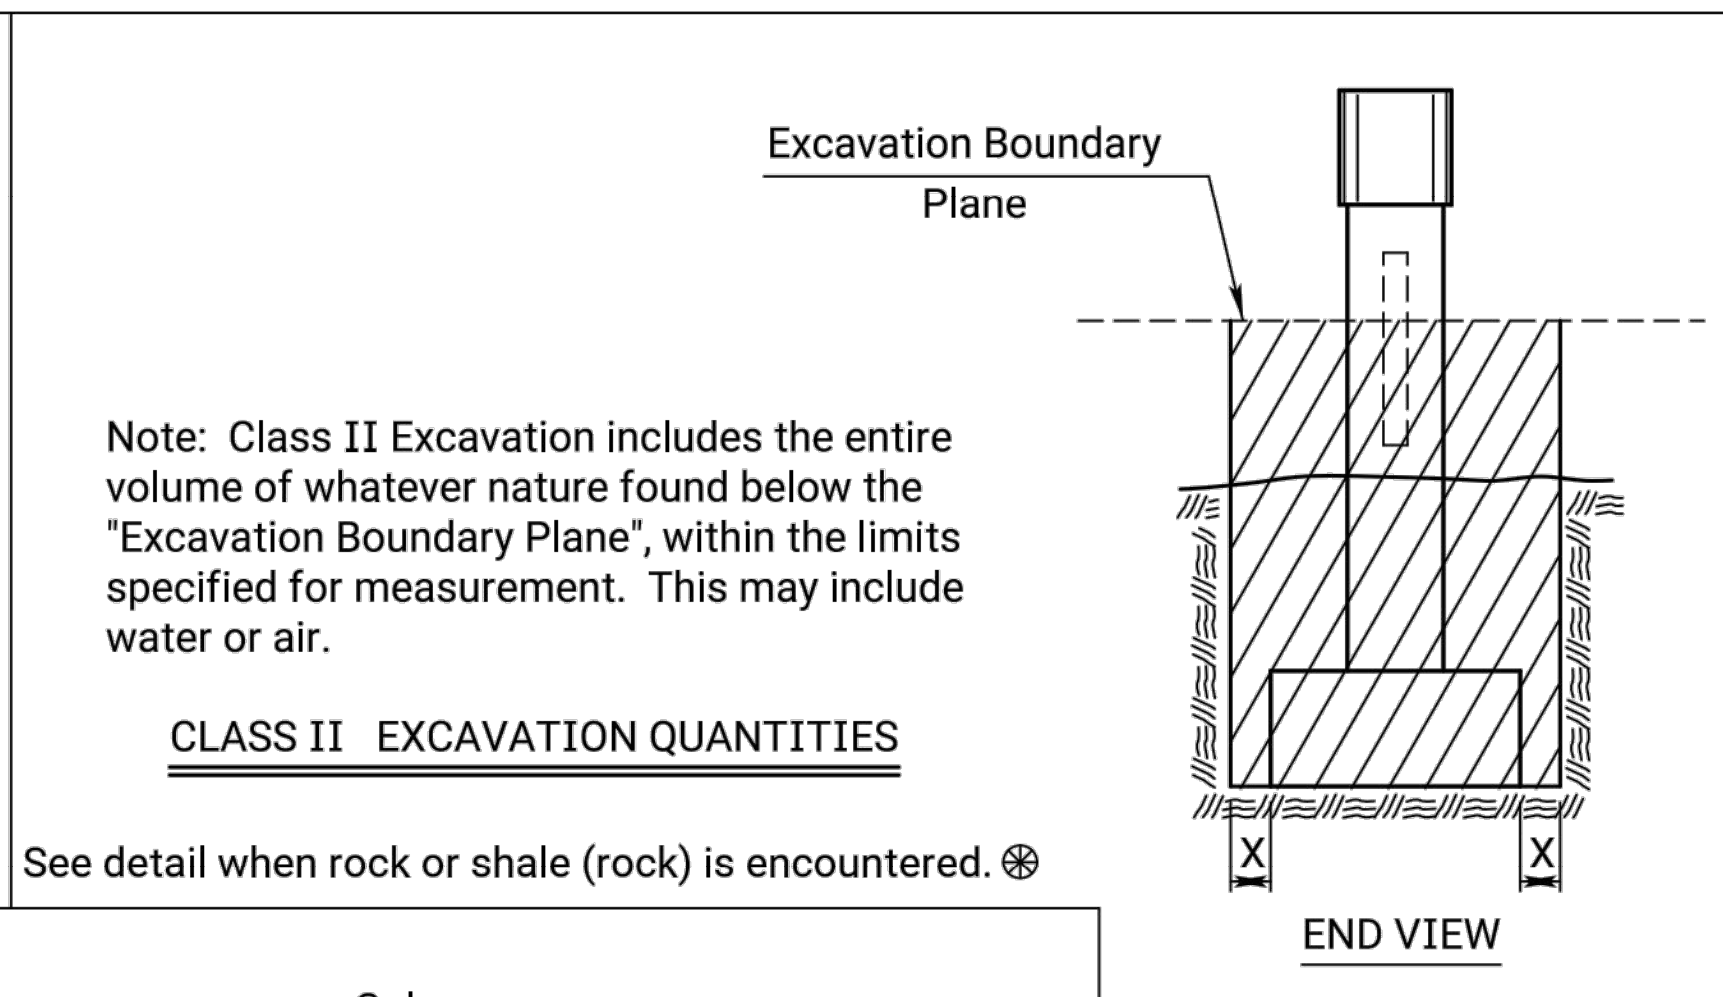 Excavation Boundary
Plane
Note: Class II Excavation includes the entire
volume of whatever nature found below the
"Excavation Boundary Plane", within the limits
specified for measurement. This may include
water or air.
CLASS II EXCAVATION QUANTITIES
See detail when rock or shale (rock) is encountered.
X X
END VIEW